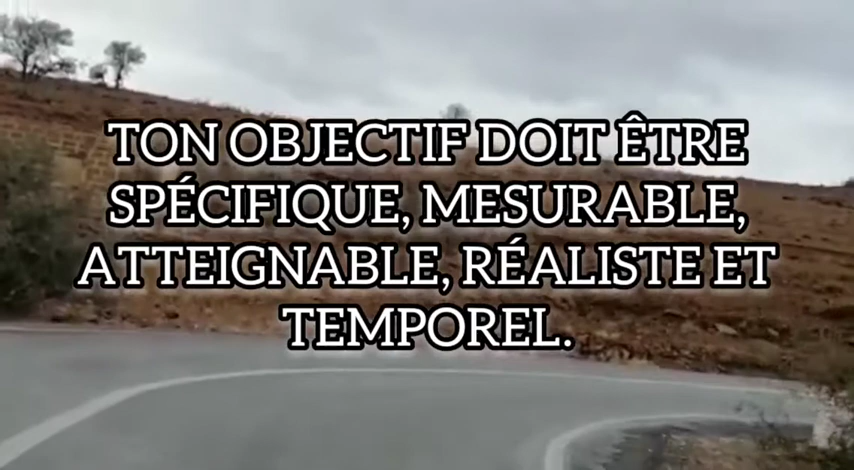 TON OBJECTIF DOIT ÊTRE
SPÉCIFIQUE, MESURABLE,
ATTEIGNABLE, RÉALISTE ET
TEMPOREL.